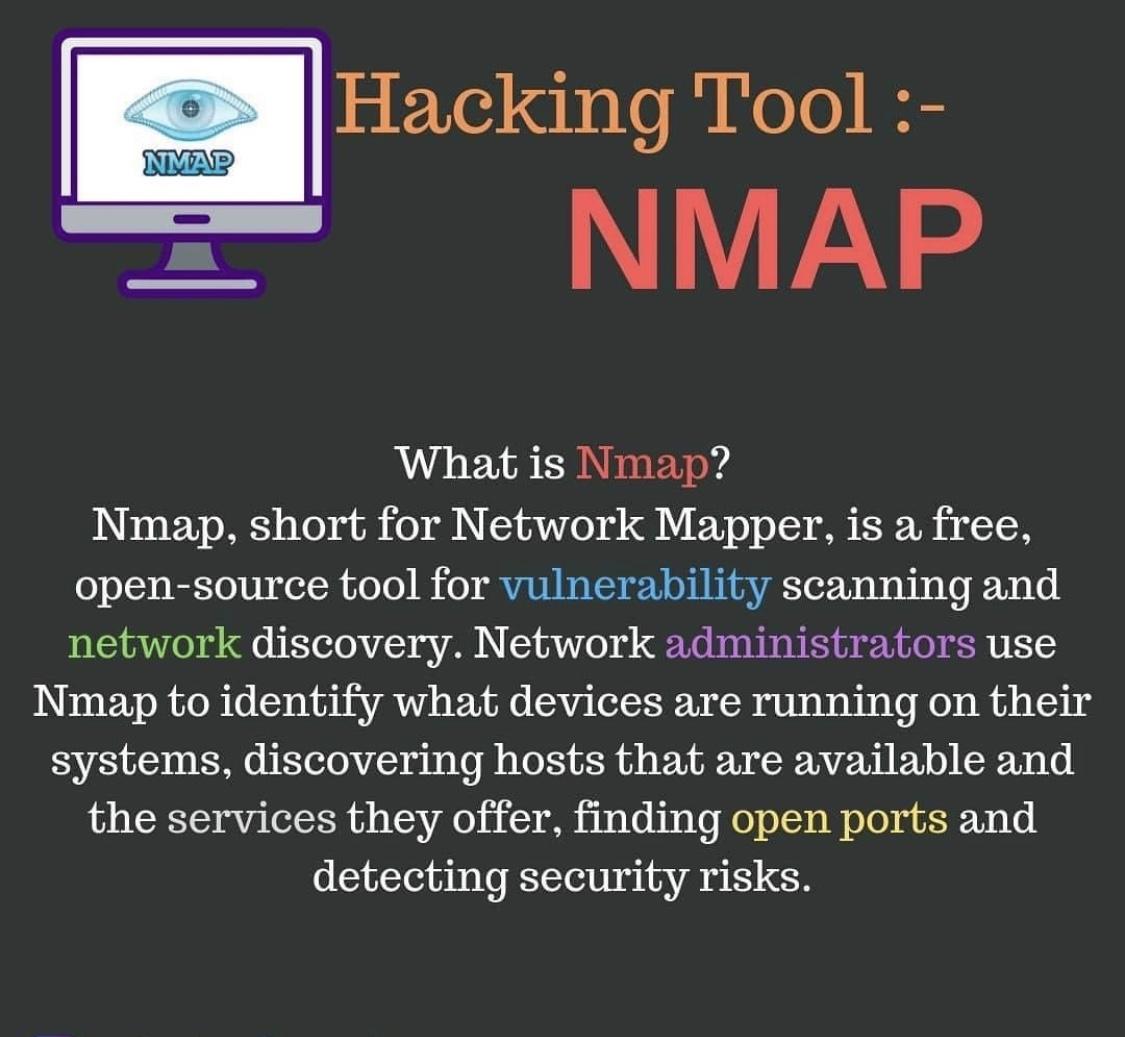 NMAP
Hacking Tool :-
NMAP
What is Nmap?
Nmap, short for Network Mapper, is a free,
open-source tool for vulnerability scanning and
network discovery. Network administrators use
Nmap to identify what devices are running on their
systems, discovering hosts that are available and
the services they offer, finding open ports and
detecting security risks.